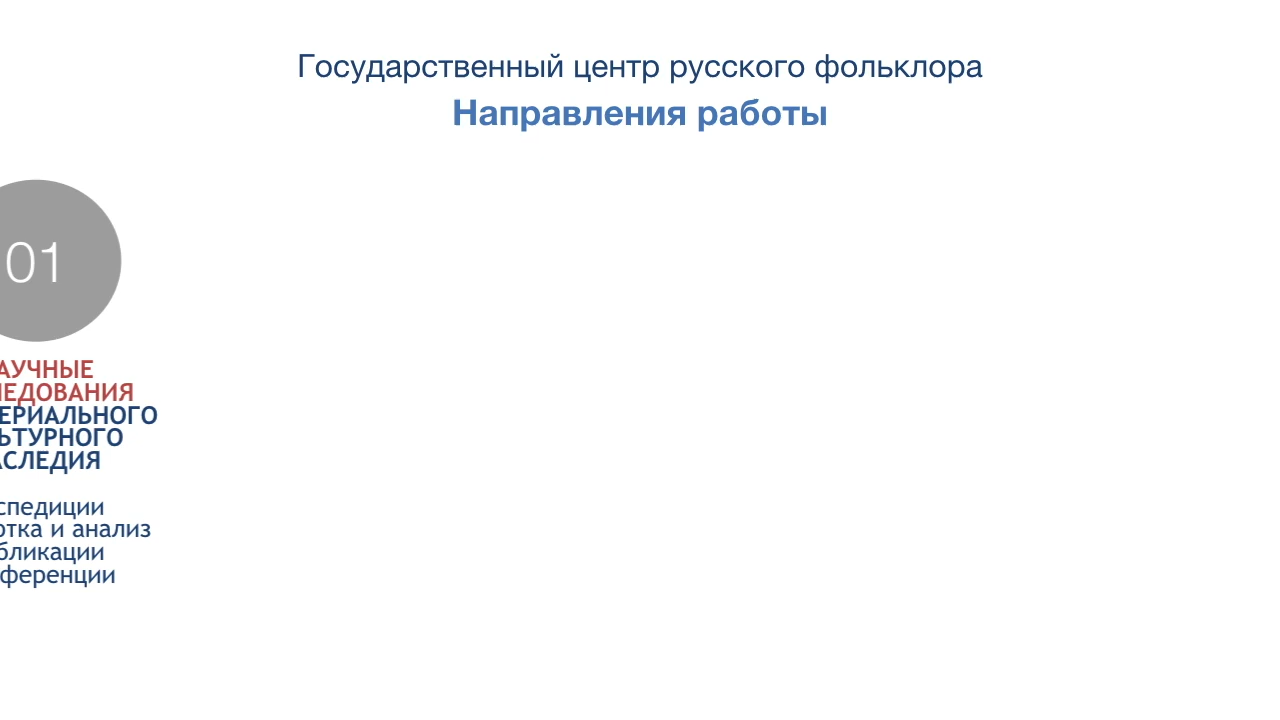 Государственный центр русского фольклора
Направления работы
01
АУЧНЫЕ
ЛЕДОВАНИЯ
ЕРИАЛЬНОГО
ЬТУРНОГО
АСЛЕДИЯ
спедиции
отка и анализ
бликации
ференции